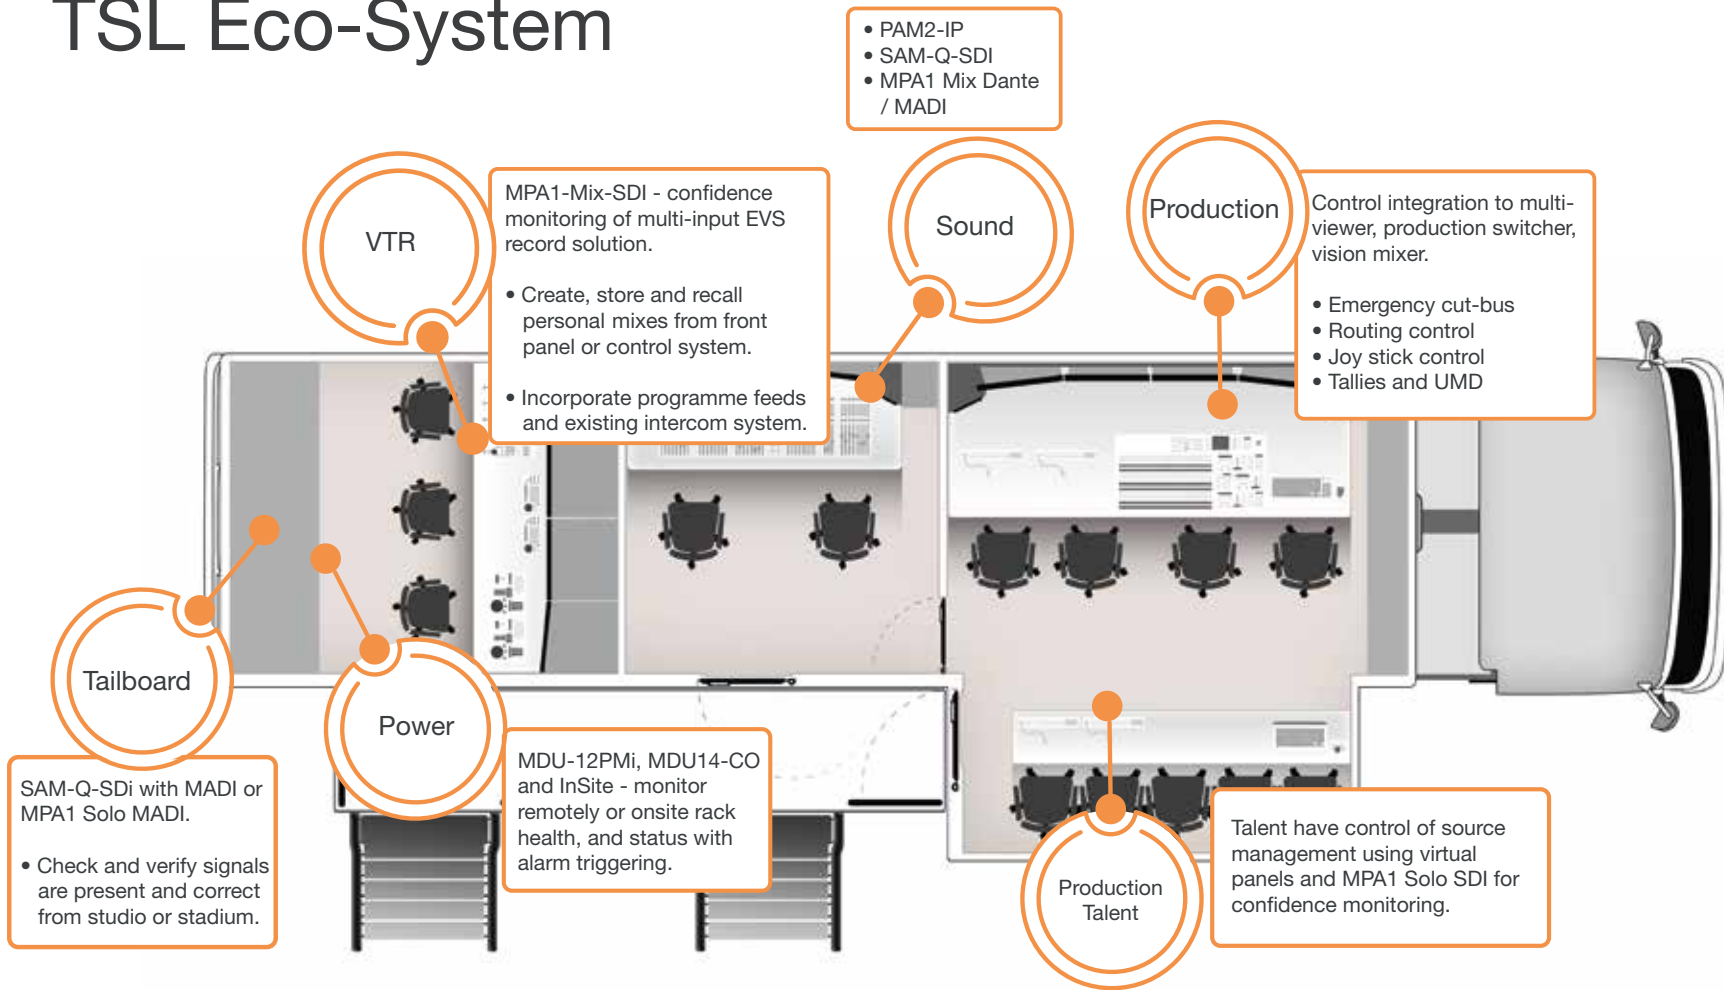 TSL Eco-System
• PAM2-IP
• SAM-Q-SDI
• MPA1 Mix Dante
/ MADI
VTR
MPA1-Mix-SDI - confidence
monitoring of multi-input EVS
record solution.
• Create, store and recall
personal mixes from front
panel or control system.
• Incorporate programme feeds
and existing intercom system.
Sound
Production
Control integration to multi-
viewer, production switcher,
vision mixer.
• Emergency cut-bus
• Routing control
• Joy stick control
• Tallies and UMD
Tailboard
SAM-Q-SDi with MADI or
MPA1 Solo MADI.
• Check and verify signals
are present and correct
from studio or stadium.
Power
MDU-12PMi, MDU14-CO
and InSite - monitor
remotely or onsite rack
health, and status with
alarm triggering.
Production
Talent
Talent have control of source
management using virtual
panels and MPA1 Solo SDI for
confidence monitoring.